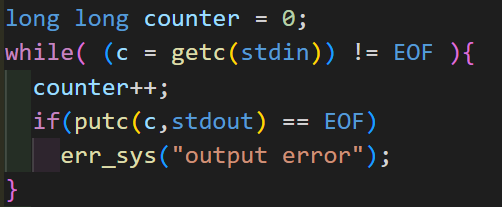 long long counter = 0;
while( (c = getc(stdin)) != EOF ){
  counter++;
  if(putc(c,stdout) == EOF)
    err_sys("output error");
}